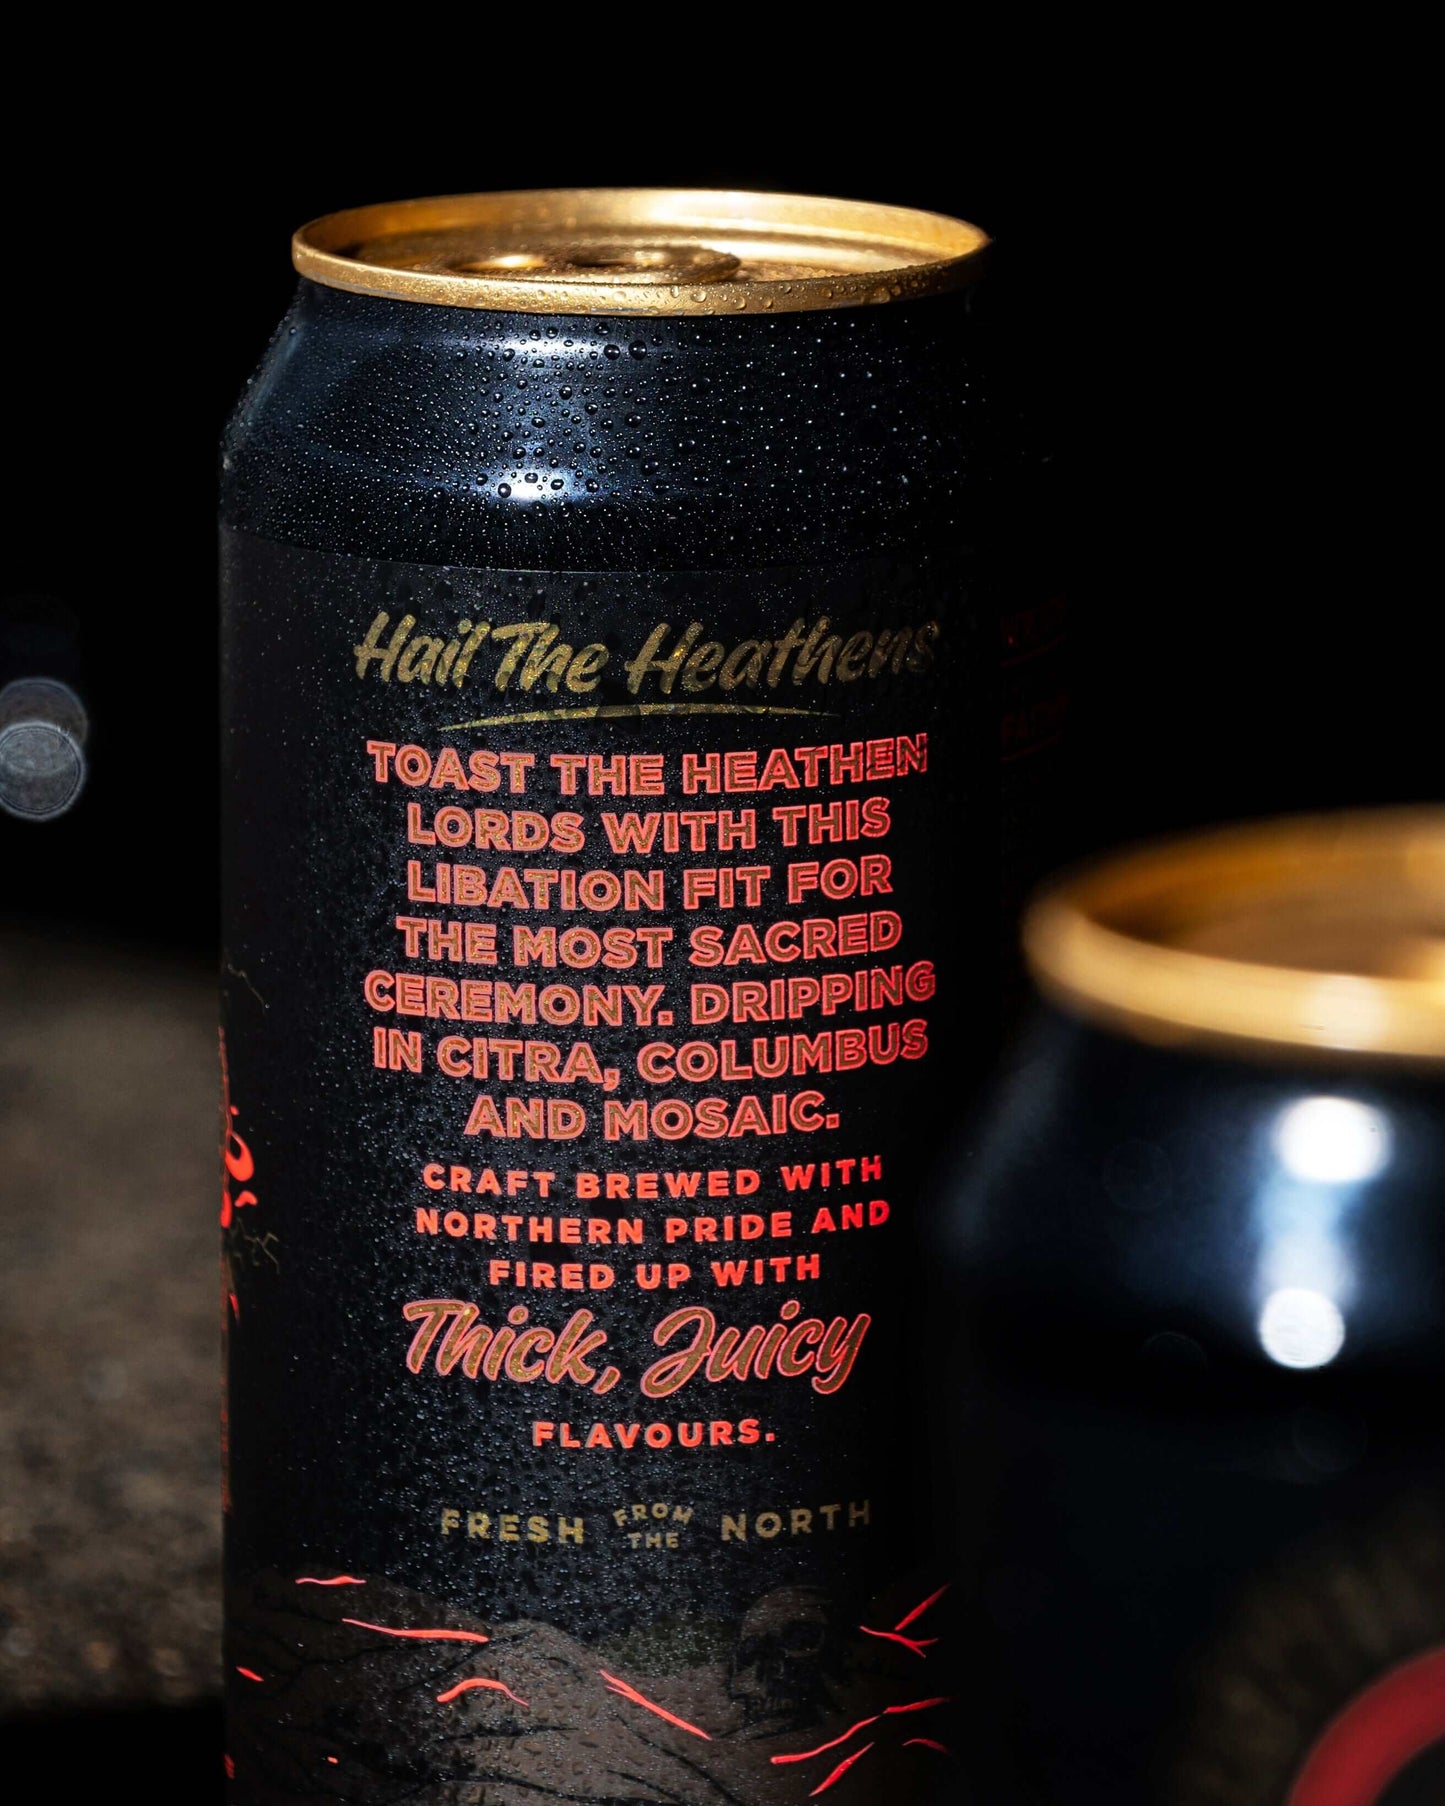 Hail The Heathens
TOAST THE HEATHEN
LORDS WITH THIS
LIBATION FIT FOR
THE MOST SACRED
CEREMONY. DRIPPING
IN CITRA, COLUMBUS
AND MOSAIC.
CRAFT BREWED WITH
NORTHERN PRIDE AND
FIRED UP WITH
Thick, Juicy
FLAVOURS.
FRESH FROM THE NORTH